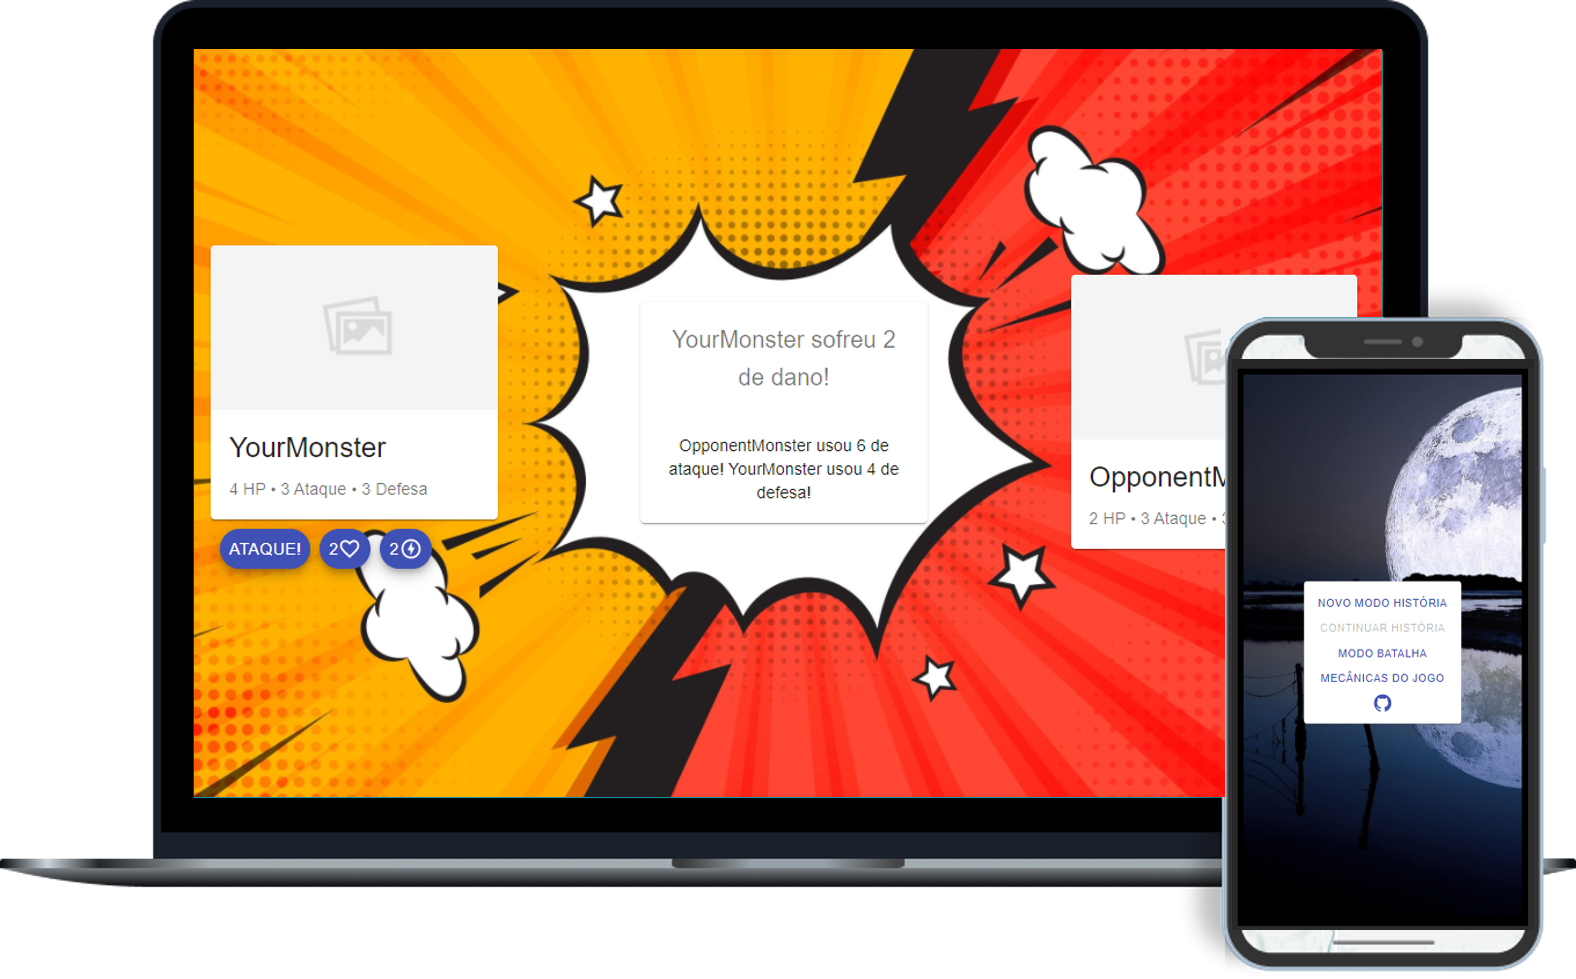 YourMonster
4 HP • 3 Ataque • 3 Defesa
ATAQUE!
2
2
YourMonster sofreu 2
de dano!
OpponentMonster usou 6 de
ataque! YourMonster usou 4 de
defesa!
OpponentM
2 HP • 3 Ataque •
NOVO MODO HISTÓRIA
CONTINUAR HISTÓRIA
MODO BATALHA
MECÂNICAS DO JOGO